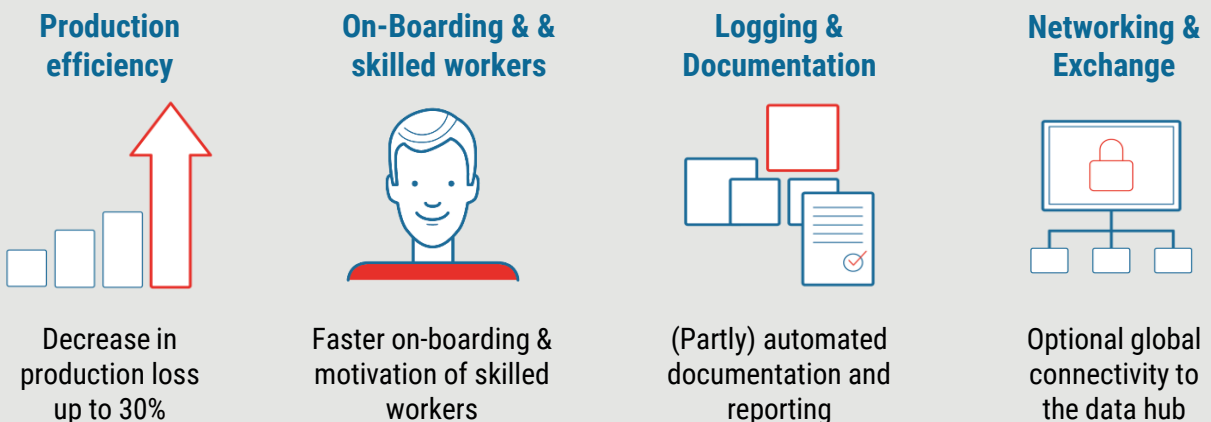 Production
efficiency
On-Boarding & &
skilled workers
Logging &
Documentation
Networking &
Exchange
Decrease in
production loss
up to 30%
Faster on-boarding &
motivation of skilled
workers
(Partly) automated
documentation and
reporting
Optional global
connectivity to
the data hub